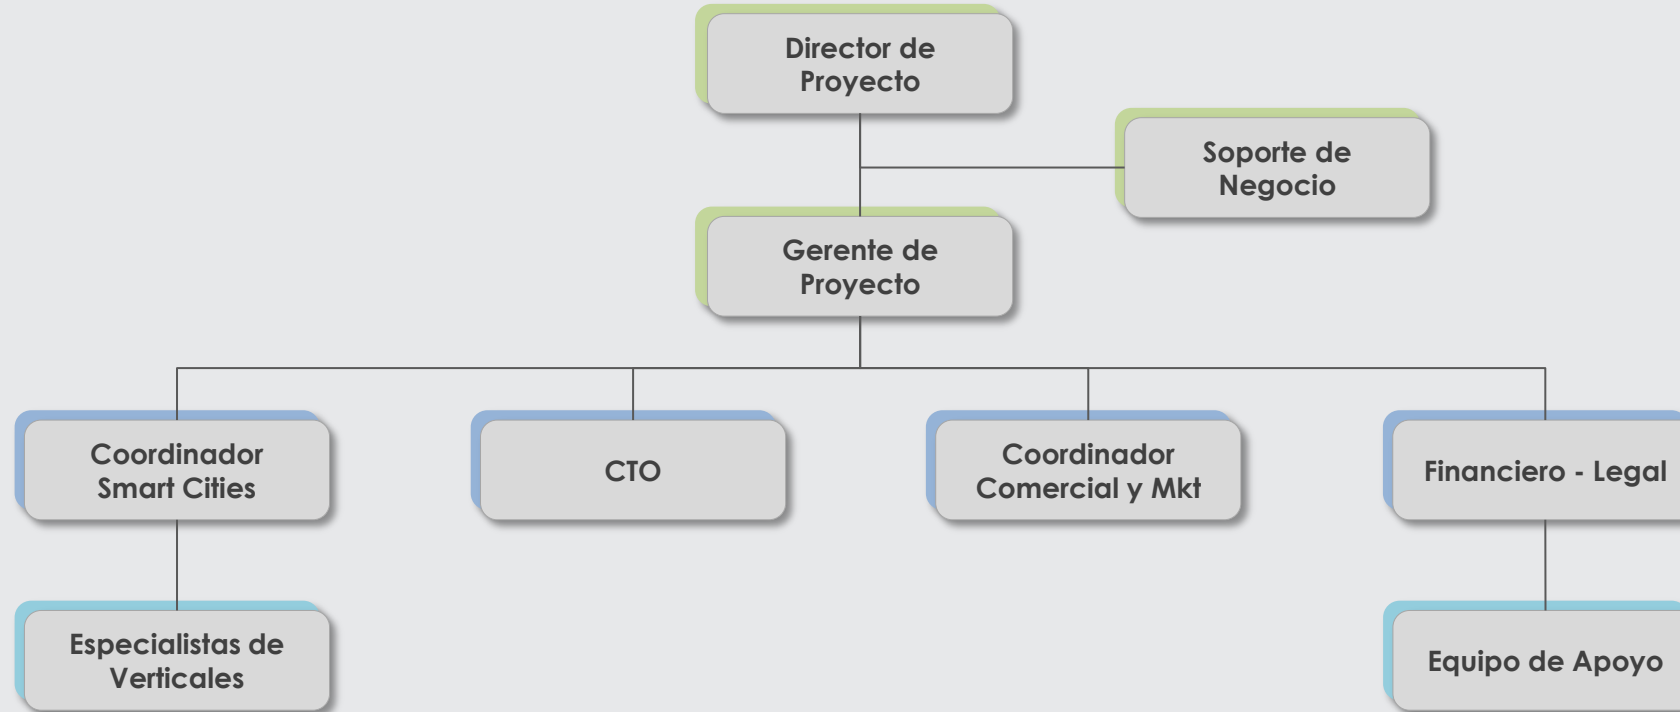 Director de
Proyecto
Soporte de
Negocio
Gerente de
Proyecto
Coordinador
Smart Cities
CTO
Coordinador
Comercial y Mkt
Financiero - Legal
Especialistas de
Verticales
Equipo de Apoyo